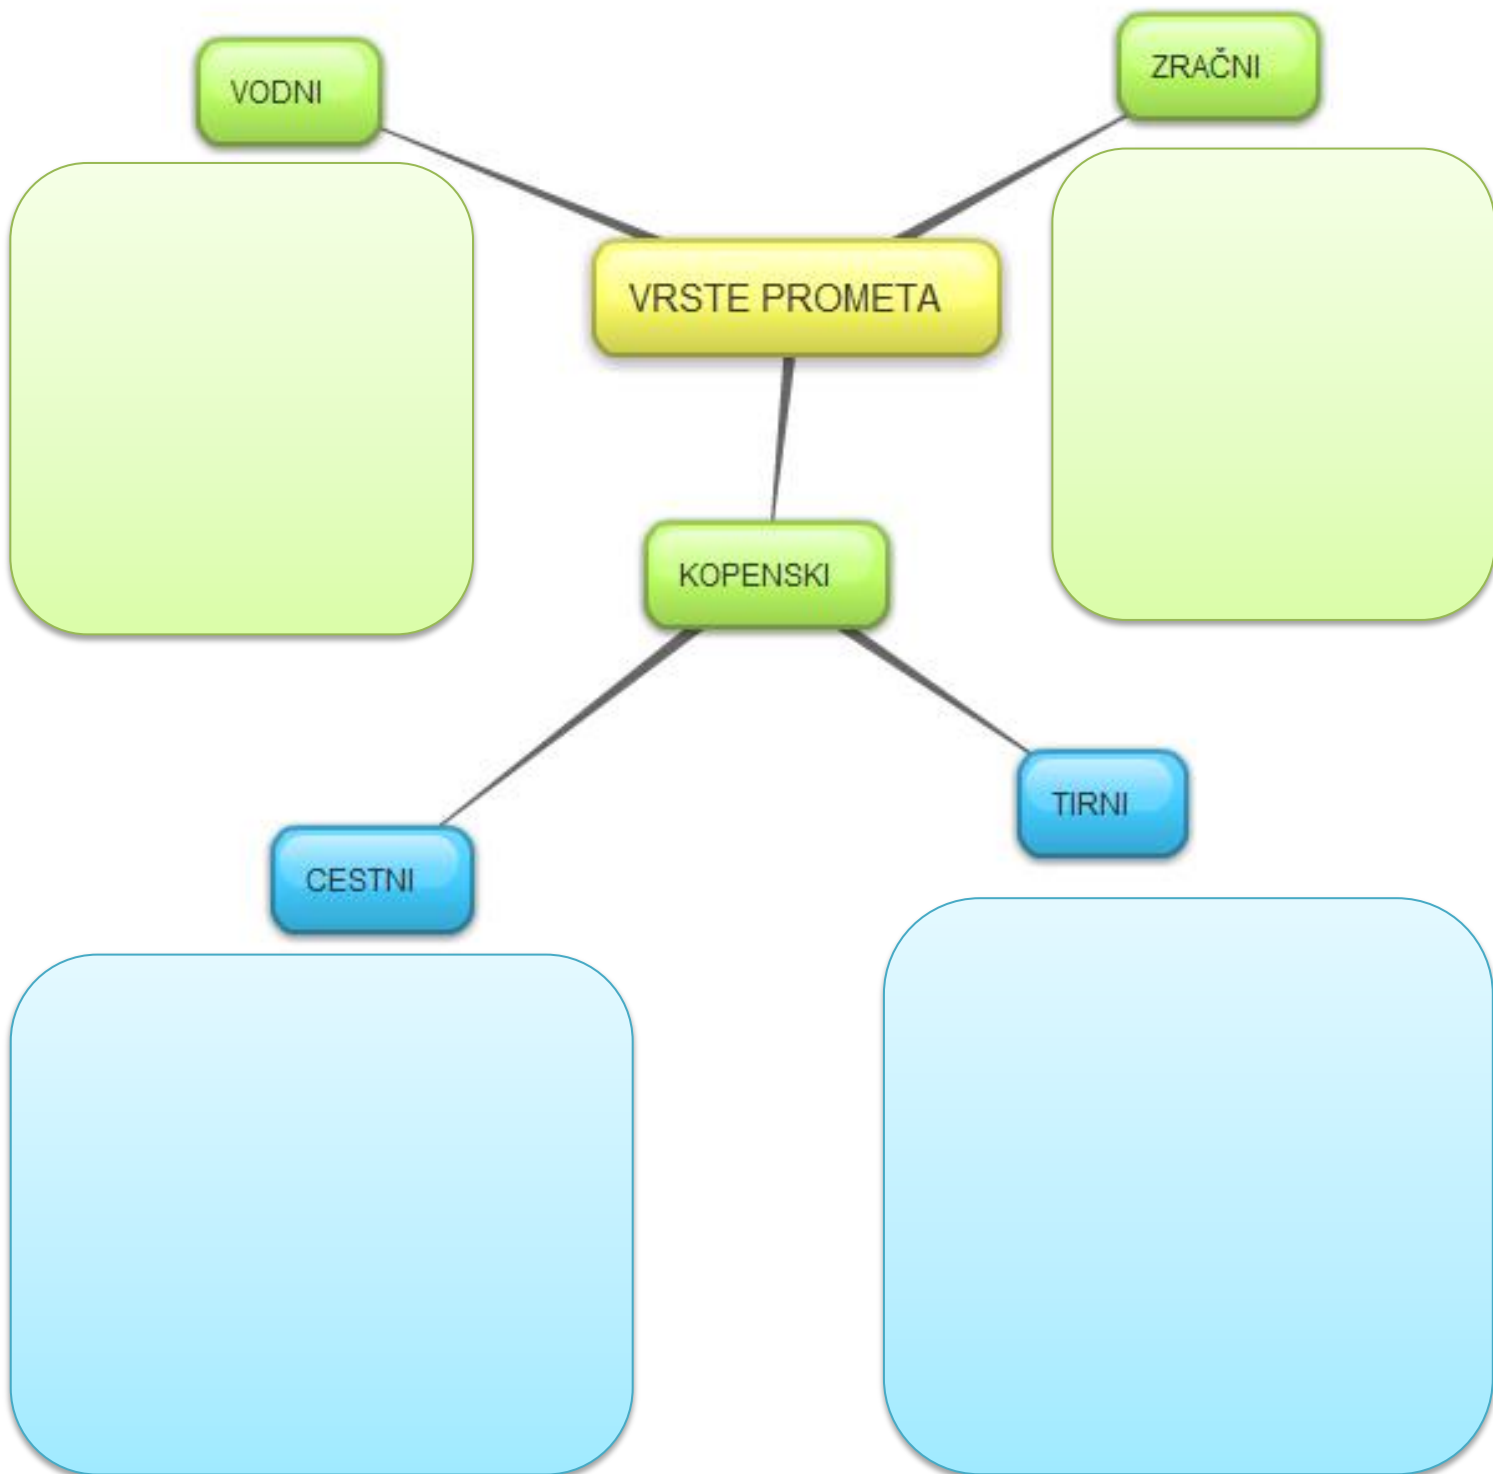 VODNI
ZRAČNI
VRSTE PROMETA
KOPENSKI
TIRNI
CESTNI